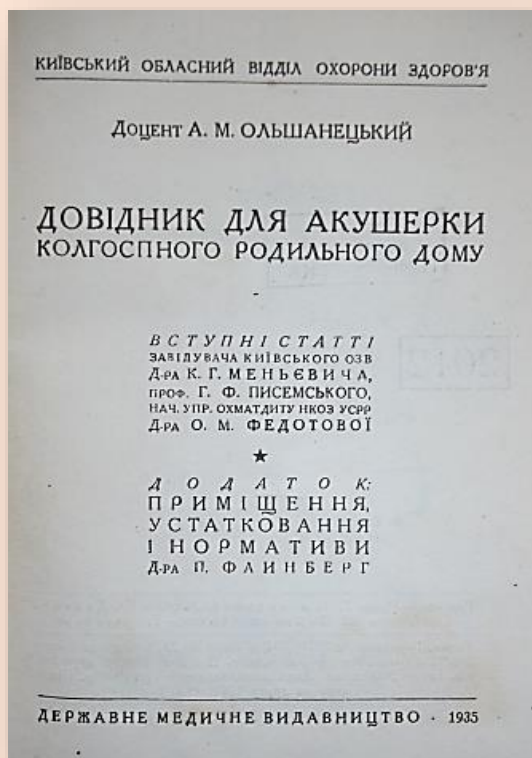 КИЇВСЬКИЙ ОБЛАСНИЙ ВІДДІЛ ОХОРОНИ ЗДОРОВ'Я
Доцент А. М. ОЛЬШАНЕЦЬКИЙ
ДОВІДНИК ДЛЯ АКУШЕРКИ
КОЛГОСПНОГО РОДИЛЬНОГО ДОМУ
ВСТУПНІ СТАТТІ
ЗАВІДУВАЧА КИЇВСЬКОГО ОЗВ
Д-РА К. Г. МЕНЬЄВИЧА,
ПРОФ. Г. Ф. ПИСЕМСЬКОГО,
НАЧ. УПР. ОХМАТДИТУ НКОЗ УСРР
Д-РА О. М. ФЕДОТОВОЇ
★
ДОДАТОК:
ПРИМІЩЕННЯ,
УСТАТКОВАННЯ
І НОРМАТИВИ
Д-РА П. ФАИНБЕРГ
ДЕРЖАВНЕ МЕДИЧНЕ ВИДАВНИЦТВО · 1935